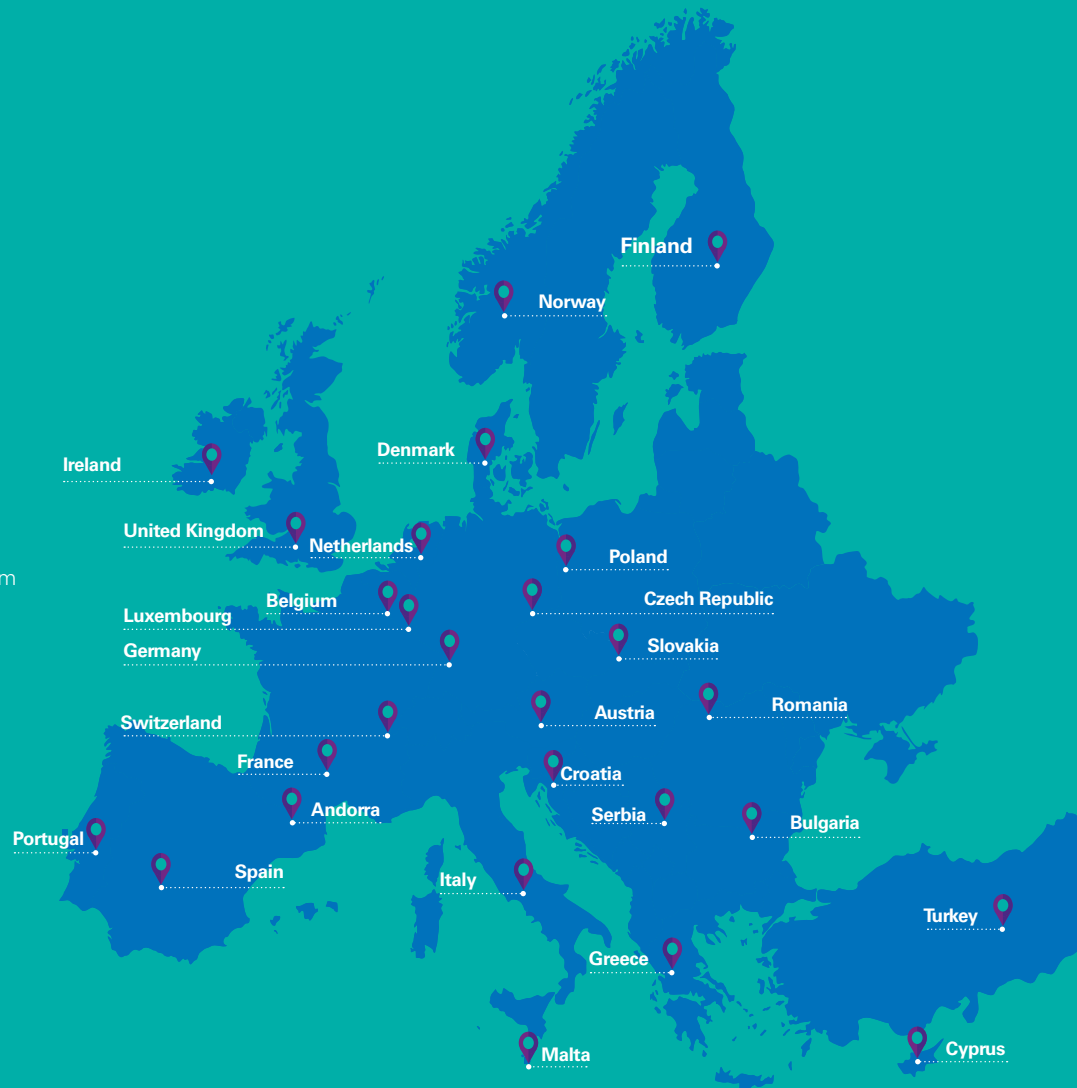 Finland
Norway
Denmark
Ireland
United Kingdom
Netherlands
Poland
m
Belgium
Czech Republic
Luxembourg
Slovakia
Germany
Romania
Austria
Switzerland
France
Croatia
Andorra
Serbia
Bulgaria
Portugal
Spain
Italy
Turkey
Greece
Cyprus
Malta